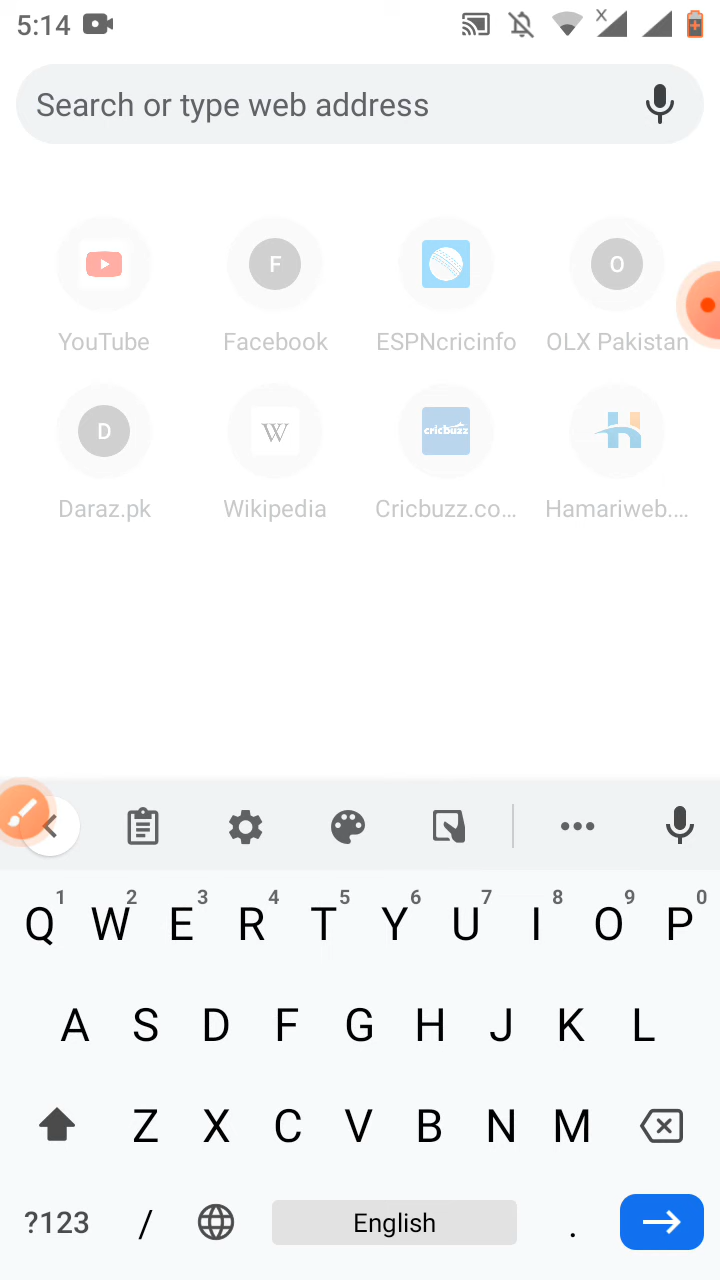 5:14
Search or type web address
F
O
YouTube Facebook ESPNcricinfo OLX Pakistan
D
W
cricbuzz
H
Daraz.pk Wikipedia Cricbuzz.co... Hamariweb....
1 2 3 4 5 6 7 8 9 0
Q W E R T Y U I O P
A S D F G H J K L
Z X C V B N M
?123 / English .